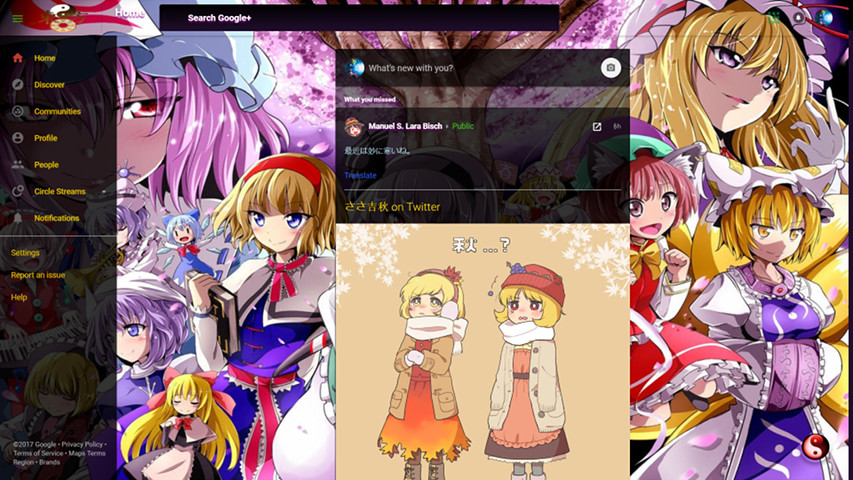 Home
Search Google+
Home
Discover
Communities
Profile
People
Circle Streams
Notifications
Settings
Report an issue
Help
©2017 Google • Privacy Policy •
Terms of Service • Maps Terms
Region • Brands
What's new with you?
What you missed
Manuel S. Lara Bisch Public
6h
最近は妙に寒いね。
Translate
ささ吉秋 on Twitter
秋…?